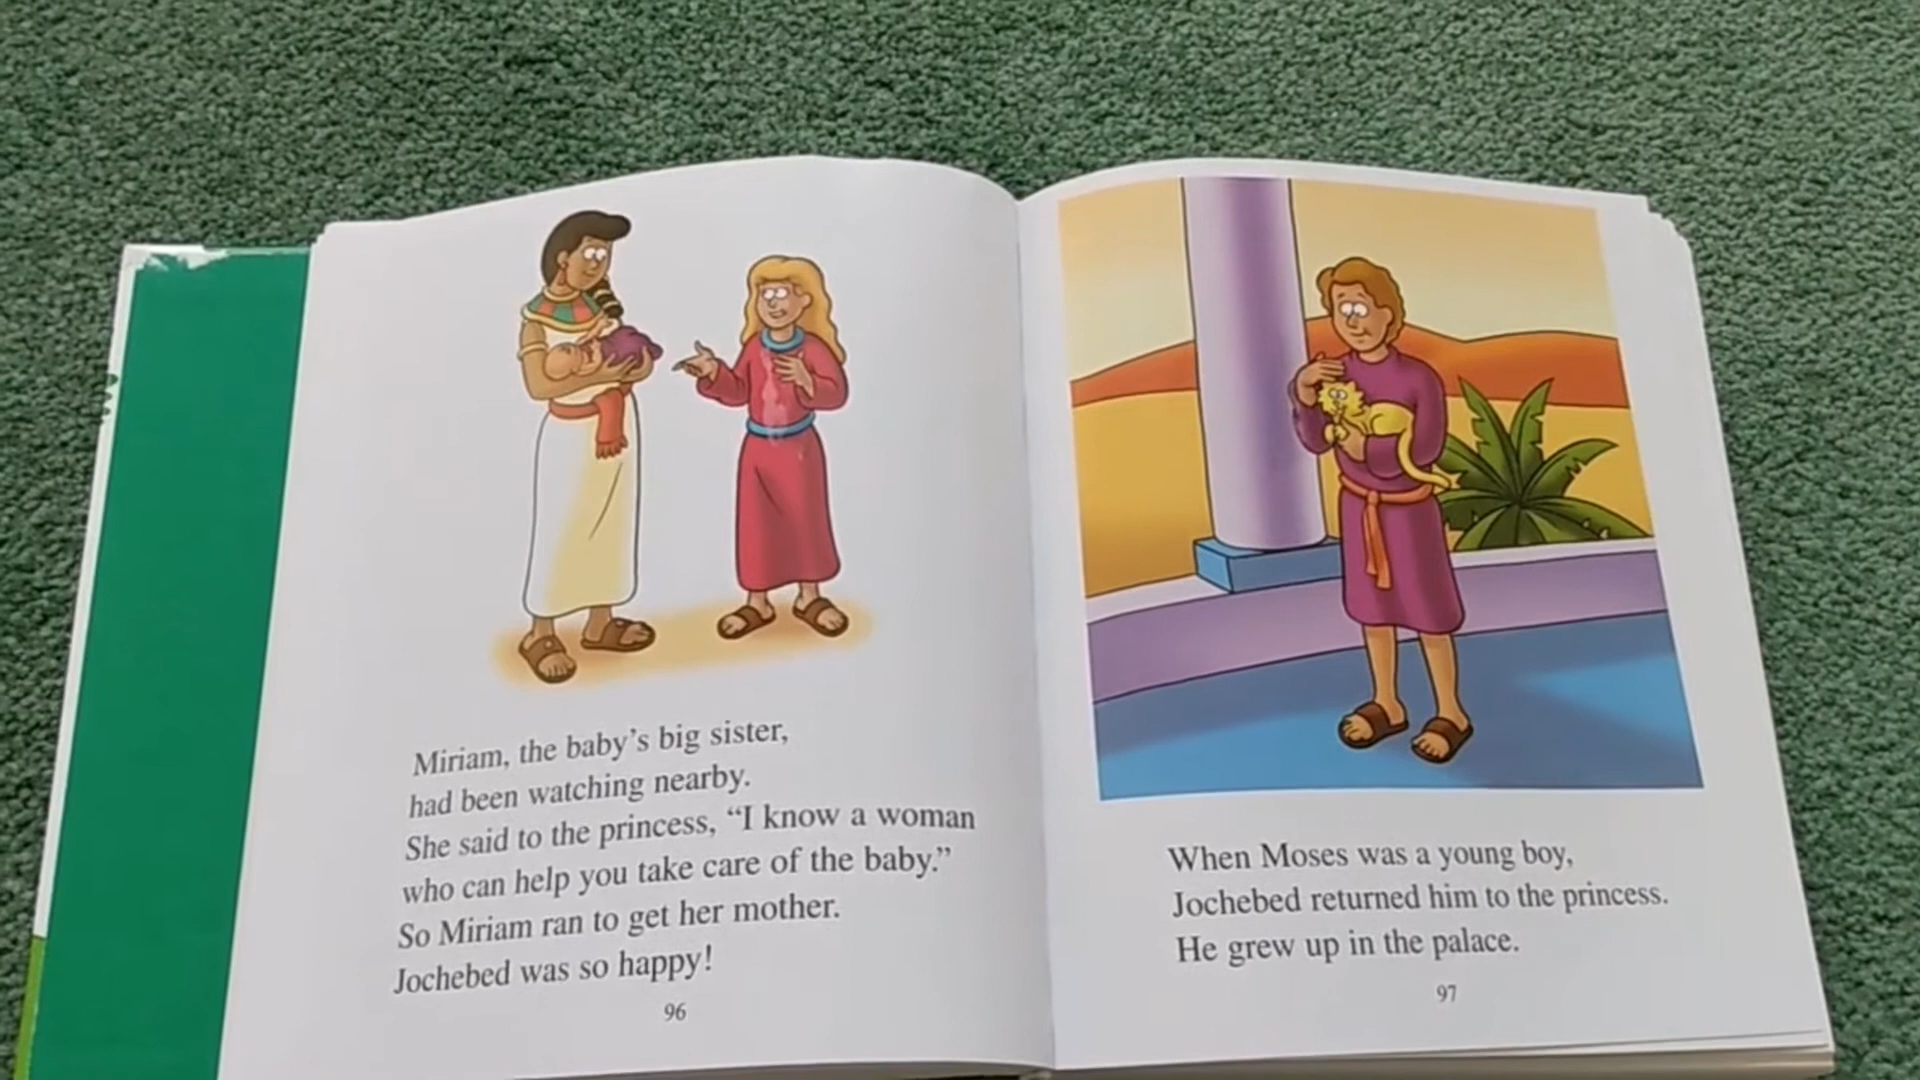 Miriam, the baby’s big sister,
had been watching nearby.
She said to the princess, “I know a woman
who can help you take care of the baby.”
So Miriam ran to get her mother.
Jochebed was so happy!
96
When Moses was a young boy,
Jochebed returned him to the princess.
He grew up in the palace.
97